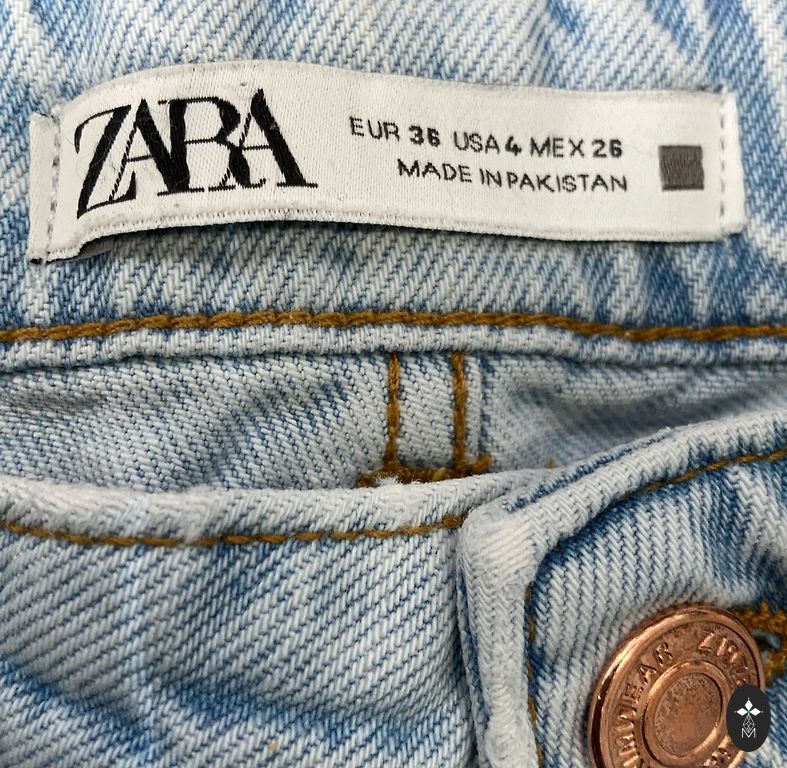 ZARA
EUR 36 USA 4 MEX 26
MADE IN PAKISTAN